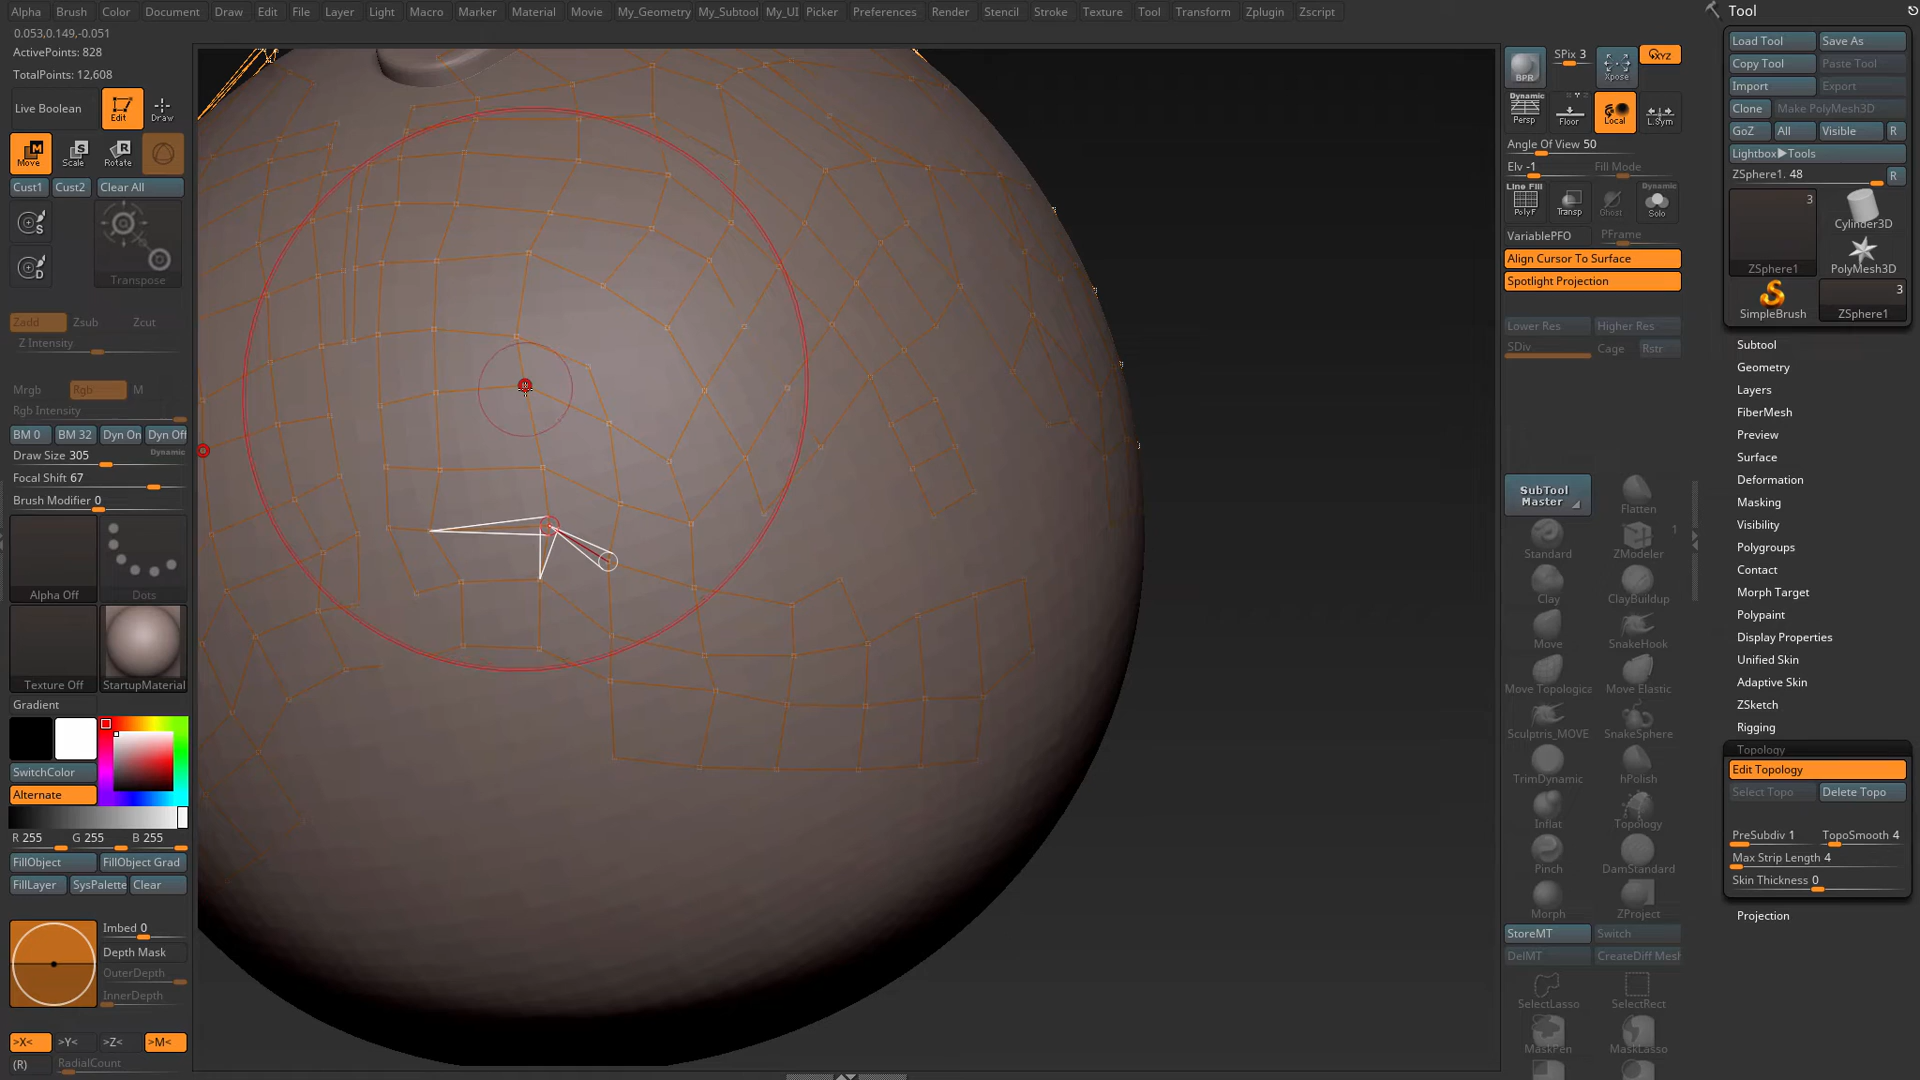 Alpha Brush Color Document Draw Edit File Layer Light Macro Marker Material Movie My_Geometry My_Subtool My_UI Picker Preferences Render Stencil Stroke Texture Tool Transform Zplugin Zscript
0.053,0.149,-0.051
ActivePoints: 828
TotalPoints: 12,608
Live Boolean Edit Draw
Move Scale Rotate
Cust1 Cust2 Clear All
S
D
Transpose
Zadd Zsub Zcut
Z Intensity
Mrgb Rgb M
Rgb Intensity
BM 0 BM 32 Dyn On Dyn Off
Draw Size 305 Dynamic
Focal Shift 67
Brush Modifier 0
Alpha Off Dots
Texture Off StartupMaterial
Gradient
SwitchColor
Alternate
R 255 G 255 B 255
FillObject FillObject Grad
FillLayer SysPalette Clear
Imbed 0
Depth Mask
OuterDepth
InnerDepth
>X< >Y< >Z< >M<
(R) RadialCount
BPR SPix 3 Xpose XYZ
Dynamic
Persp Floor Local L.Sym
Angle Of View 50
Elv -1 Fill Mode
Line Fill Dynamic
PolyF Transp Ghost Solo
VariablePFO PFrame
Align Cursor To Surface
Spotlight Projection
Lower Res Higher Res
SDiv Cage Rstr
SubTool
Master Flatten
Standard ZModeler 1
Clay ClayBuildup
Move SnakeHook
Move Topologica Move Elastic
Sculptris_MOVE SnakeSphere
TrimDynamic hPolish
Inflat Topology
Pinch DamStandard
Morph ZProject
StoreMT Switch
DelMT CreateDiff Mesh
SelectLasso SelectRect
MaskPen MaskLasso
Tool
Load Tool Save As
Copy Tool Paste Tool
Import Export
Clone Make PolyMesh3D
GoZ All Visible R
Lightbox▶Tools
ZSphere1. 48 R
3
Cylinder3D
ZSphere1 PolyMesh3D
3
SimpleBrush ZSphere1
Subtool
Geometry
Layers
FiberMesh
Preview
Surface
Deformation
Masking
Visibility
Polygroups
Contact
Morph Target
Polypaint
Display Properties
Unified Skin
Adaptive Skin
ZSketch
Rigging
Topology
Edit Topology
Select Topo Delete Topo
PreSubdiv 1 TopoSmooth 4
Max Strip Length 4
Skin Thickness 0
Projection